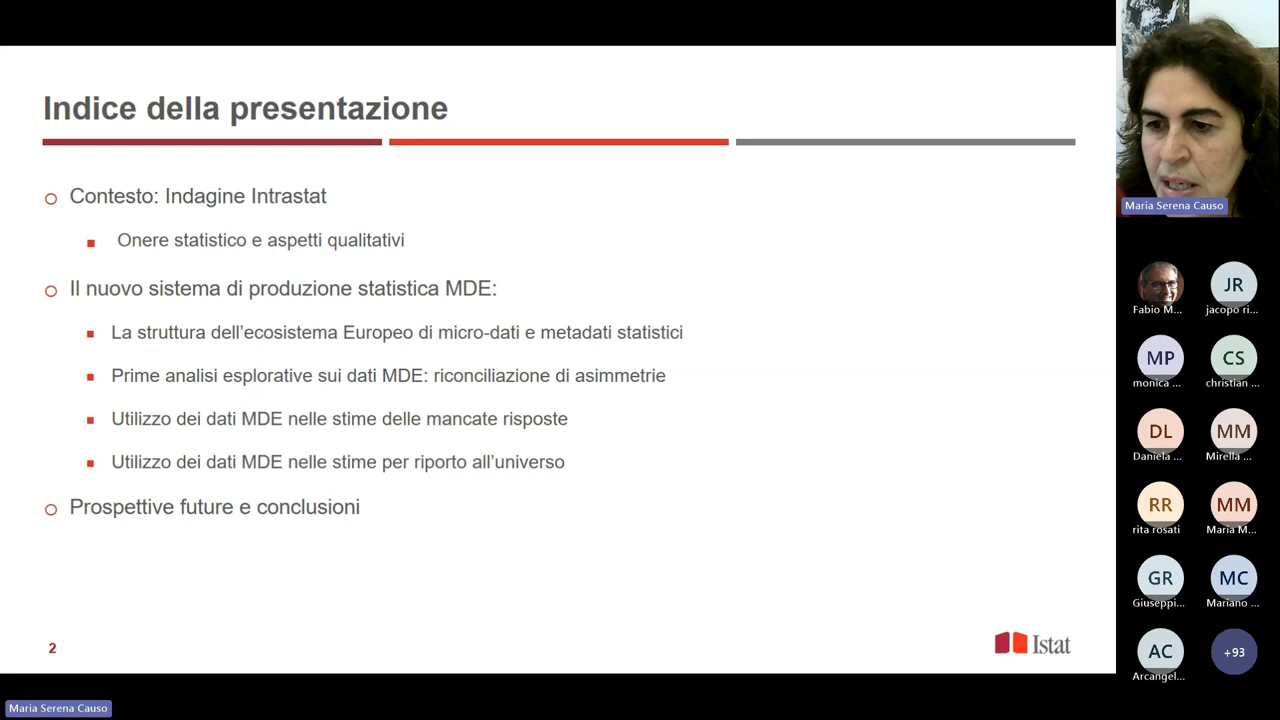 Indice della presentazione
Contesto: Indagine Intrastat
Onere statistico e aspetti qualitativi
Il nuovo sistema di produzione statistica MDE:
La struttura dell'ecosistema Europeo di micro-dati e metadati statistici
Prime analisi esplorative sui dati MDE: riconciliazione di asimmetrie
Utilizzo dei dati MDE nelle stime delle mancate risposte
Utilizzo dei dati MDE nelle stime per riporto all'universo
Prospettive future e conclusioni
2
Istat
Maria Serena Causo
Fabio M...
JR
jacopo ri...
MP
monica ...
CS
christian ...
DL
Daniela ...
MM
Mirella ...
RR
rita rosati
MM
Maria M...
GR
Giuseppi...
MC
Mariano ...
AC
Arcangel...
+93
Maria Serena Causo